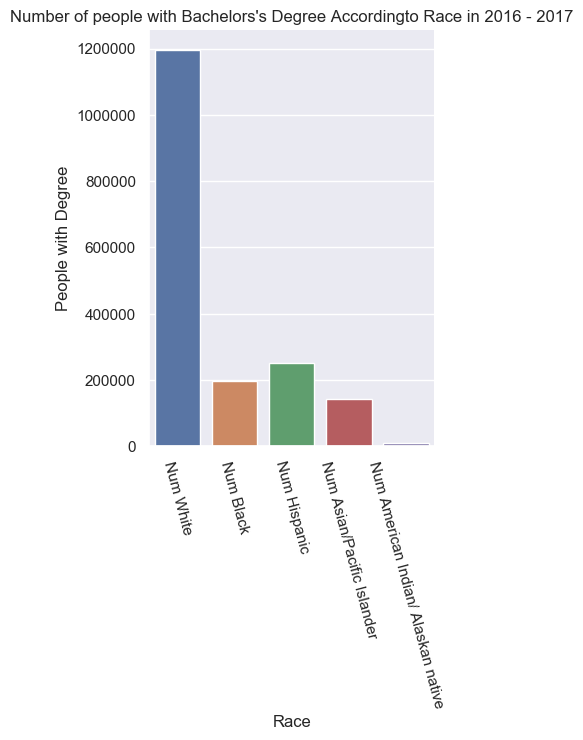 Number of people with Bachelors's Degree Accordingto Race in 2016 - 2017
1200000
1000000
800000
600000
400000
200000
0
People with Degree
Num White
Num Black
Num Hispanic
Num Asian/Pacific Islander
Num American Indian/ Alaskan native
Race